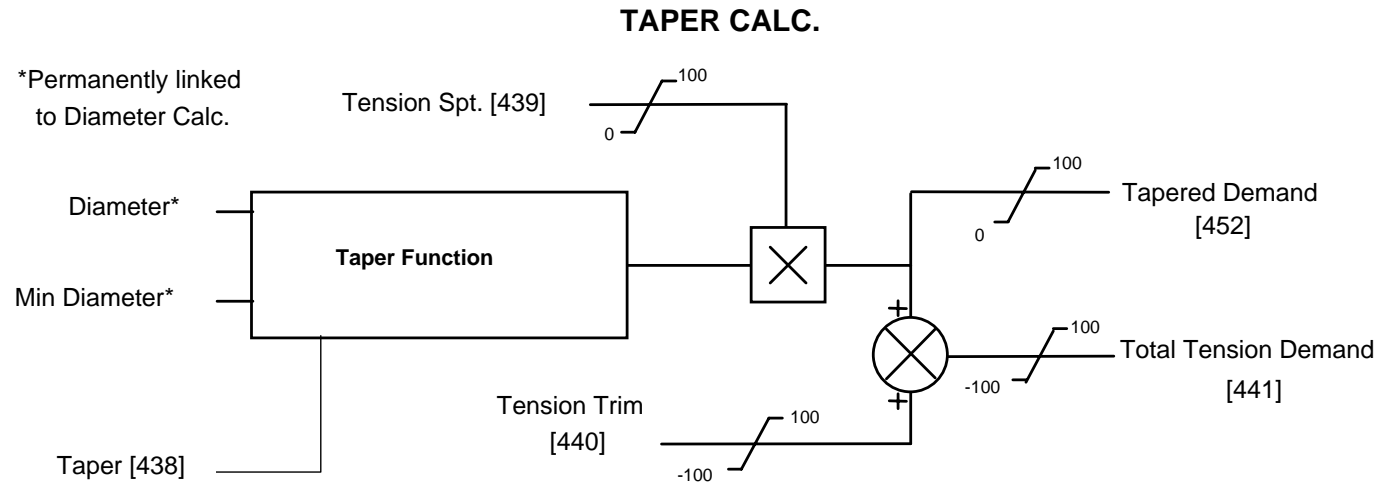 TAPER CALC.
*Permanently linked
to Diameter Calc.
Tension Spt. [439]
100
0
Diameter*
Min Diameter*
Taper Function
Taper [438]
100
0
Tapered Demand
[452]
+
+
100
-100
Total Tension Demand
[441]
Tension Trim
[440]
100
-100